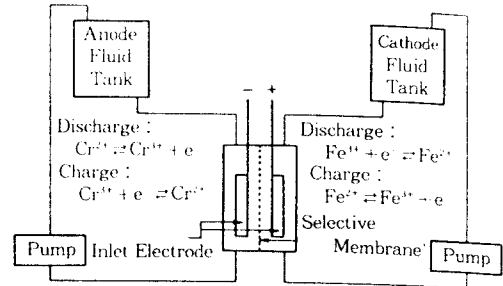 Anode
Fluid
Tank
Cathode
Fluid
Tank
− +
Discharge :
Cr²⁺ ⇌ Cr³⁺ + e
Charge :
Cr³⁺ + e ⇌ Cr²⁺
Discharge :
Fe³⁺ + e⁻ ⇌ Fe²⁺
Charge :
Fe²⁺ ⇌ Fe³⁺ + e
Pump
Inlet Electrode
Selective
Membrane
Pump